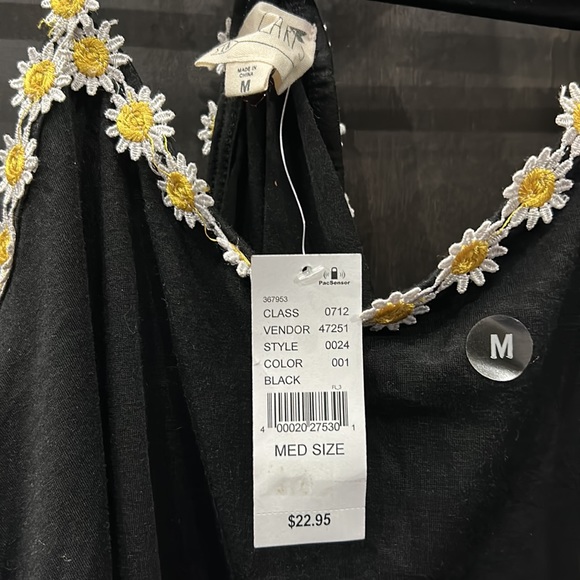 MADE IN
CHINA
M
PacSensor
367953
CLASS 0712
VENDOR 47251
STYLE 0024
COLOR 001
BLACK
FL3
4 00020 27530 1
MED SIZE
$22.95
M